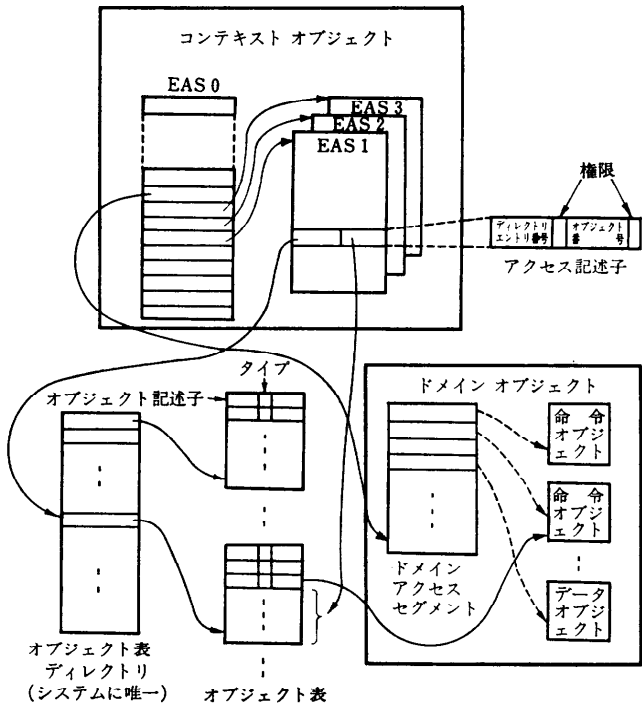 コンテキスト オブジェクト
EAS 0
EAS 3
EAS 2
EAS 1
権限
ディレクトリ
エントリ番号
オブジェクト
番号
アクセス記述子
タイプ
オブジェクト記述子
ドメイン オブジェクト
命令
オブジ
ェクト
命令
オブジ
ェクト
データ
オブジ
ェクト
ドメイン
アクセス
セグメント
オブジェクト表
ディレクトリ
(システムに唯一)
オブジェクト表